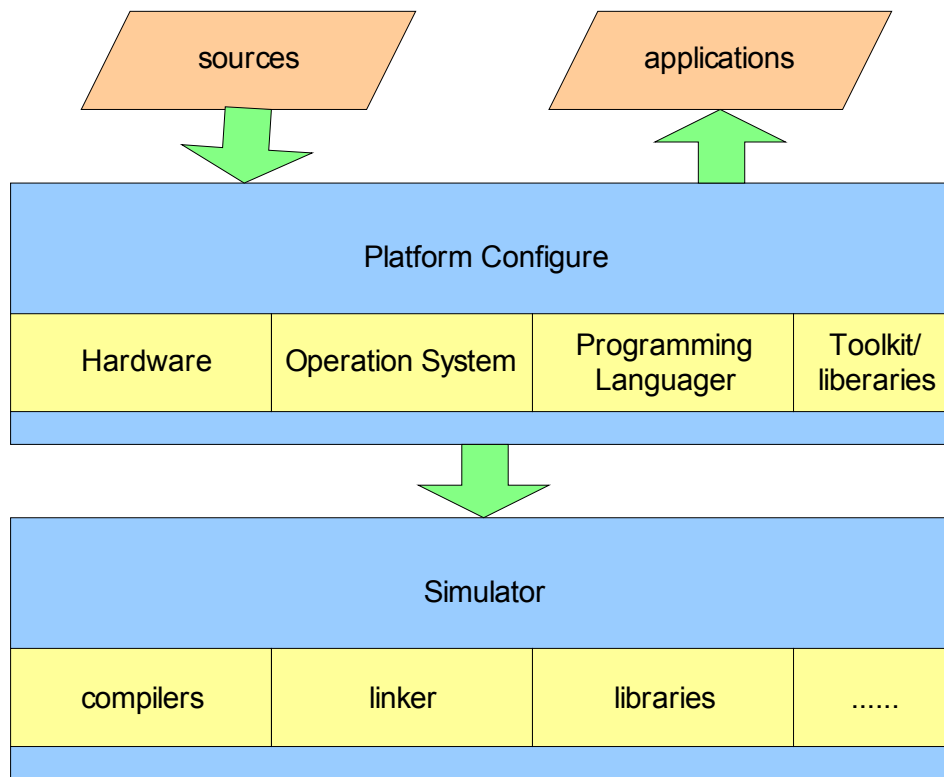 sources
applications
Platform Configure
Hardware
Operation System
Programming
Languager
Toolkit/
liberaries
Simulator
compilers
linker
libraries
......